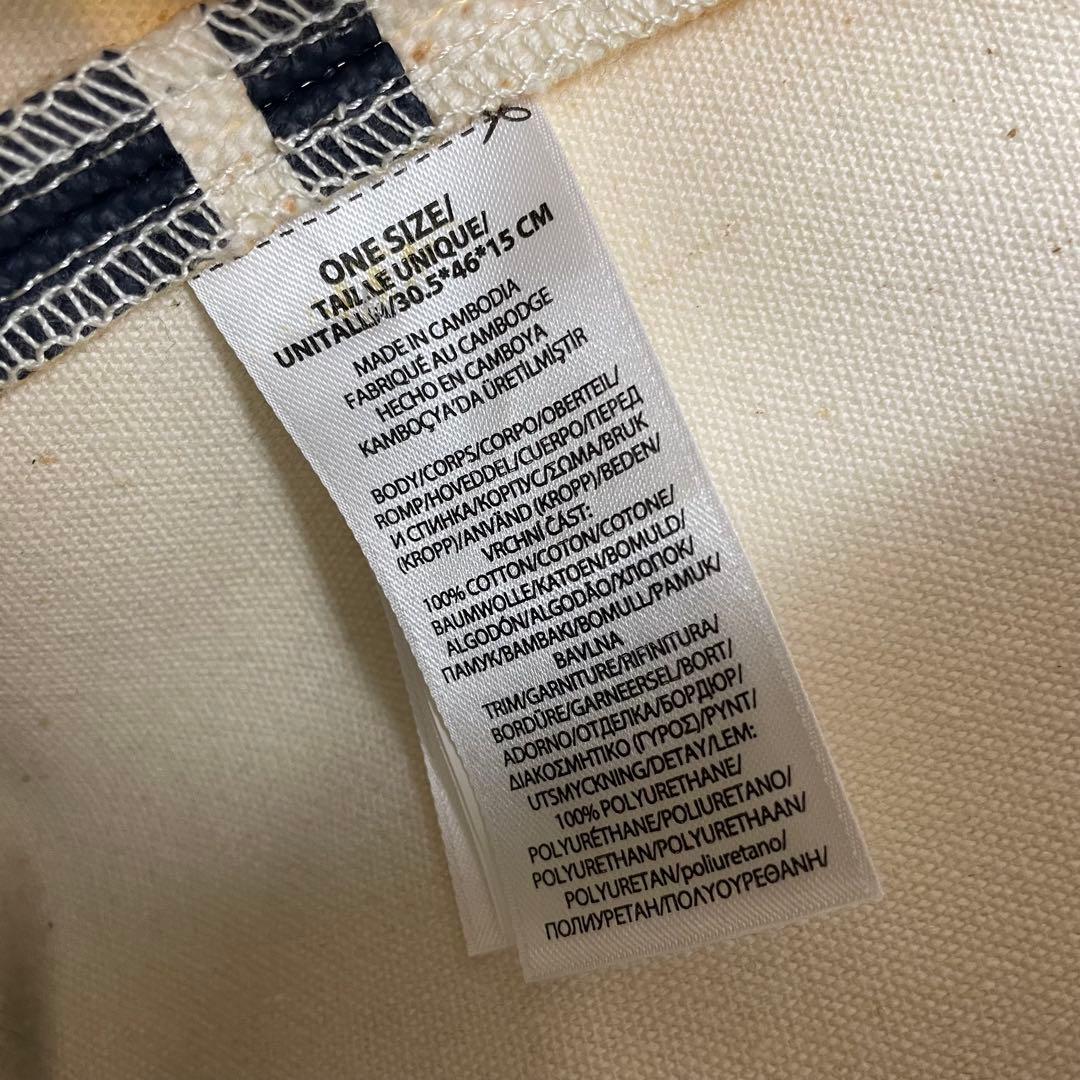 ONE SIZE/
TAILLE UNIQUE/
UNITALLM/30.5*46*15 CM
MADE IN CAMBODIA
FABRIQUÉ AU CAMBODGE
HECHO EN CAMBOYA
KAMBOÇYA'DA ÜRETİLMİŞTİR
BODY/CORPS/CORPO/OBERTEIL/
ROMP/HOVEDDEL/CUERPO/ПЕРЕД
И СПИНКА/КОРПУС/ΣΩΜΑ/BRUK
(KROPP)/ANVÄND (KROPP)/BEDEN/
VRCHNÍ ČÁST:
100% COTTON/COTON/COTONE/
BAUMWOLLE/KATOEN/BOMULD/
ALGODÓN/ALGODÃO/ХЛОПОК/
ПАМУК/ΒΑΜΒΑΚΙ/BOMULL/PAMUK/
BAVLNA
TRIM/GARNITURE/RIFINITURA/
BORDÜRE/GARNEERSEL/BORT/
ADORNO/ОТДЕЛКА/БОРДЮР/
ΔΙΑΚΟΣΜΗΤΙΚΟ (ΓΥΡΟΣ)/PYNT/
UTSMYCKNING/DETAY/LEM:
100% POLYURETHANE/
POLYURÉTHANE/POLIURETANO/
POLYURETHAN/POLYURETHAAN/
POLYURETAN/poliuretano/
ПОЛИУРЕТАН/ΠΟΛΥΟΥΡΕΘΑΝΗ/